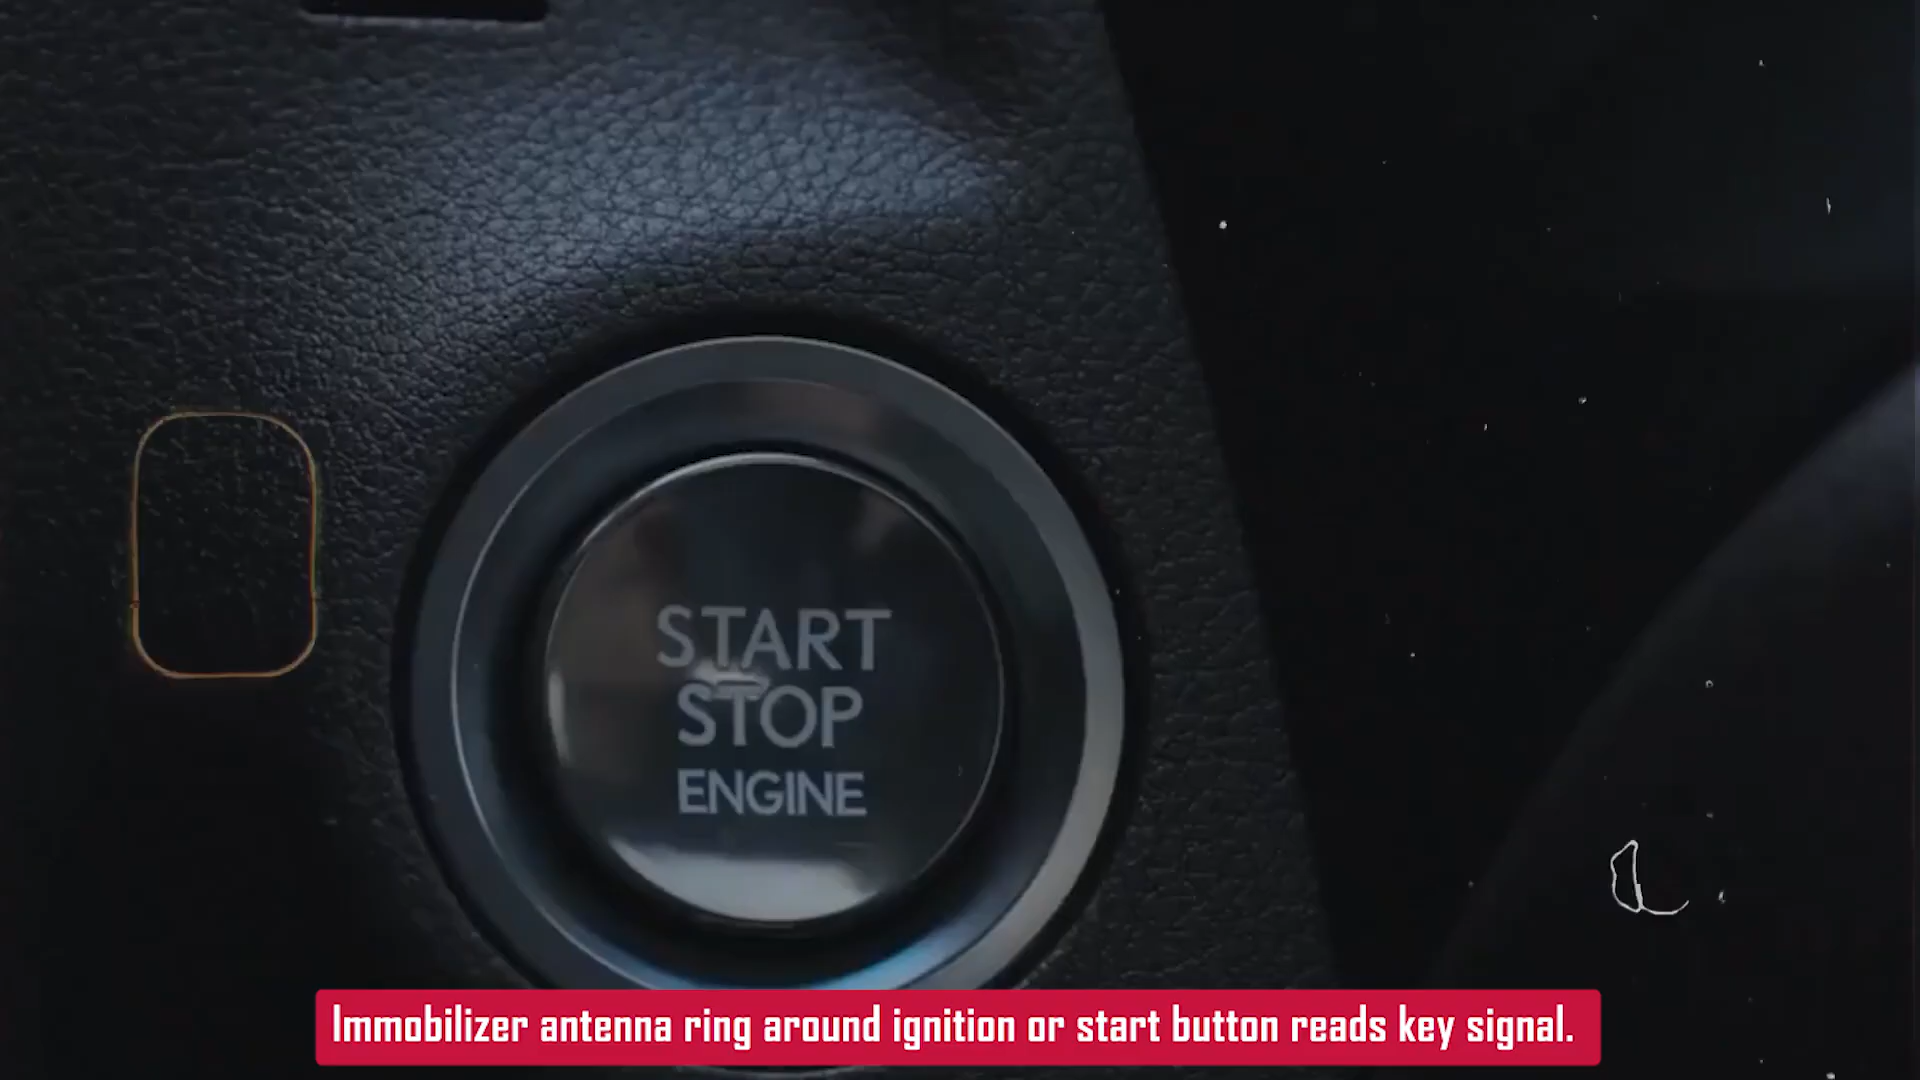 START
STOP
ENGINE
Immobilizer antenna ring around ignition or start button reads key signal.